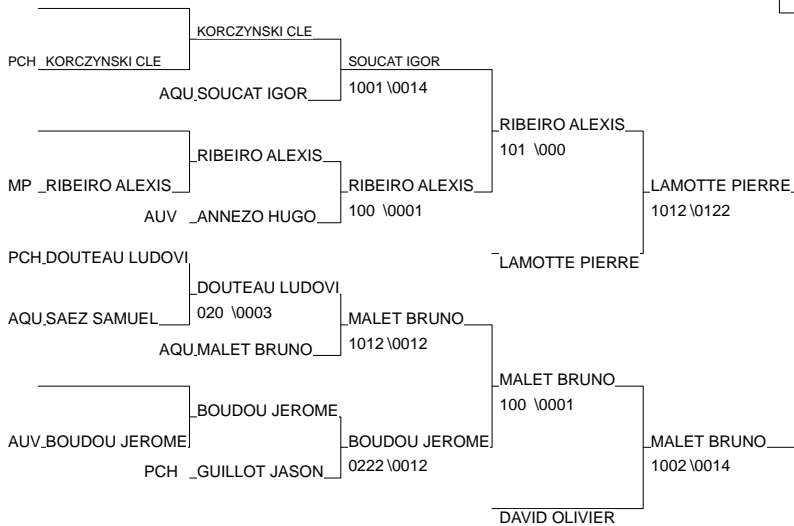 KORCZYNSKI CLE
PCH KORCZYNSKI CLE
SOUCAT IGOR
AQU SOUCAT IGOR
1001 \0014
RIBEIRO ALEXIS
101 \000
RIBEIRO ALEXIS
MP RIBEIRO ALEXIS
RIBEIRO ALEXIS
100 \0001
LAMOTTE PIERRE
1012 \0122
AUV ANNEZO HUGO
PCH DOUTEAU LUDOVI
LAMOTTE PIERRE
DOUTEAU LUDOVI
020 \0003
AQU SAEZ SAMUEL
MALET BRUNO
1012 \0012
AQU MALET BRUNO
MALET BRUNO
100 \0001
BOUDOU JEROME
AUV BOUDOU JEROME
BOUDOU JEROME
0222 \0012
MALET BRUNO
1002 \0014
PCH GUILLOT JASON
DAVID OLIVIER